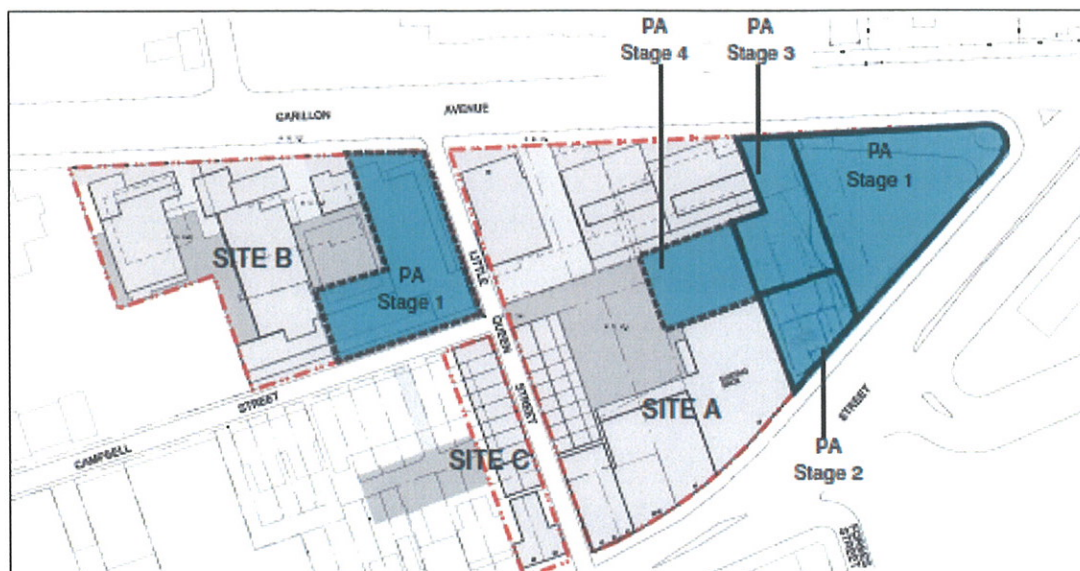 PA
Stage 4
PA
Stage 3
CARILLON
AVENUE
PA
Stage 1
SITE B
PA
Stage 1
LITTLE
QUEEN
STREET
SITE A
STREET
CAMPBELL
STREET
SITE C
PA
Stage 2